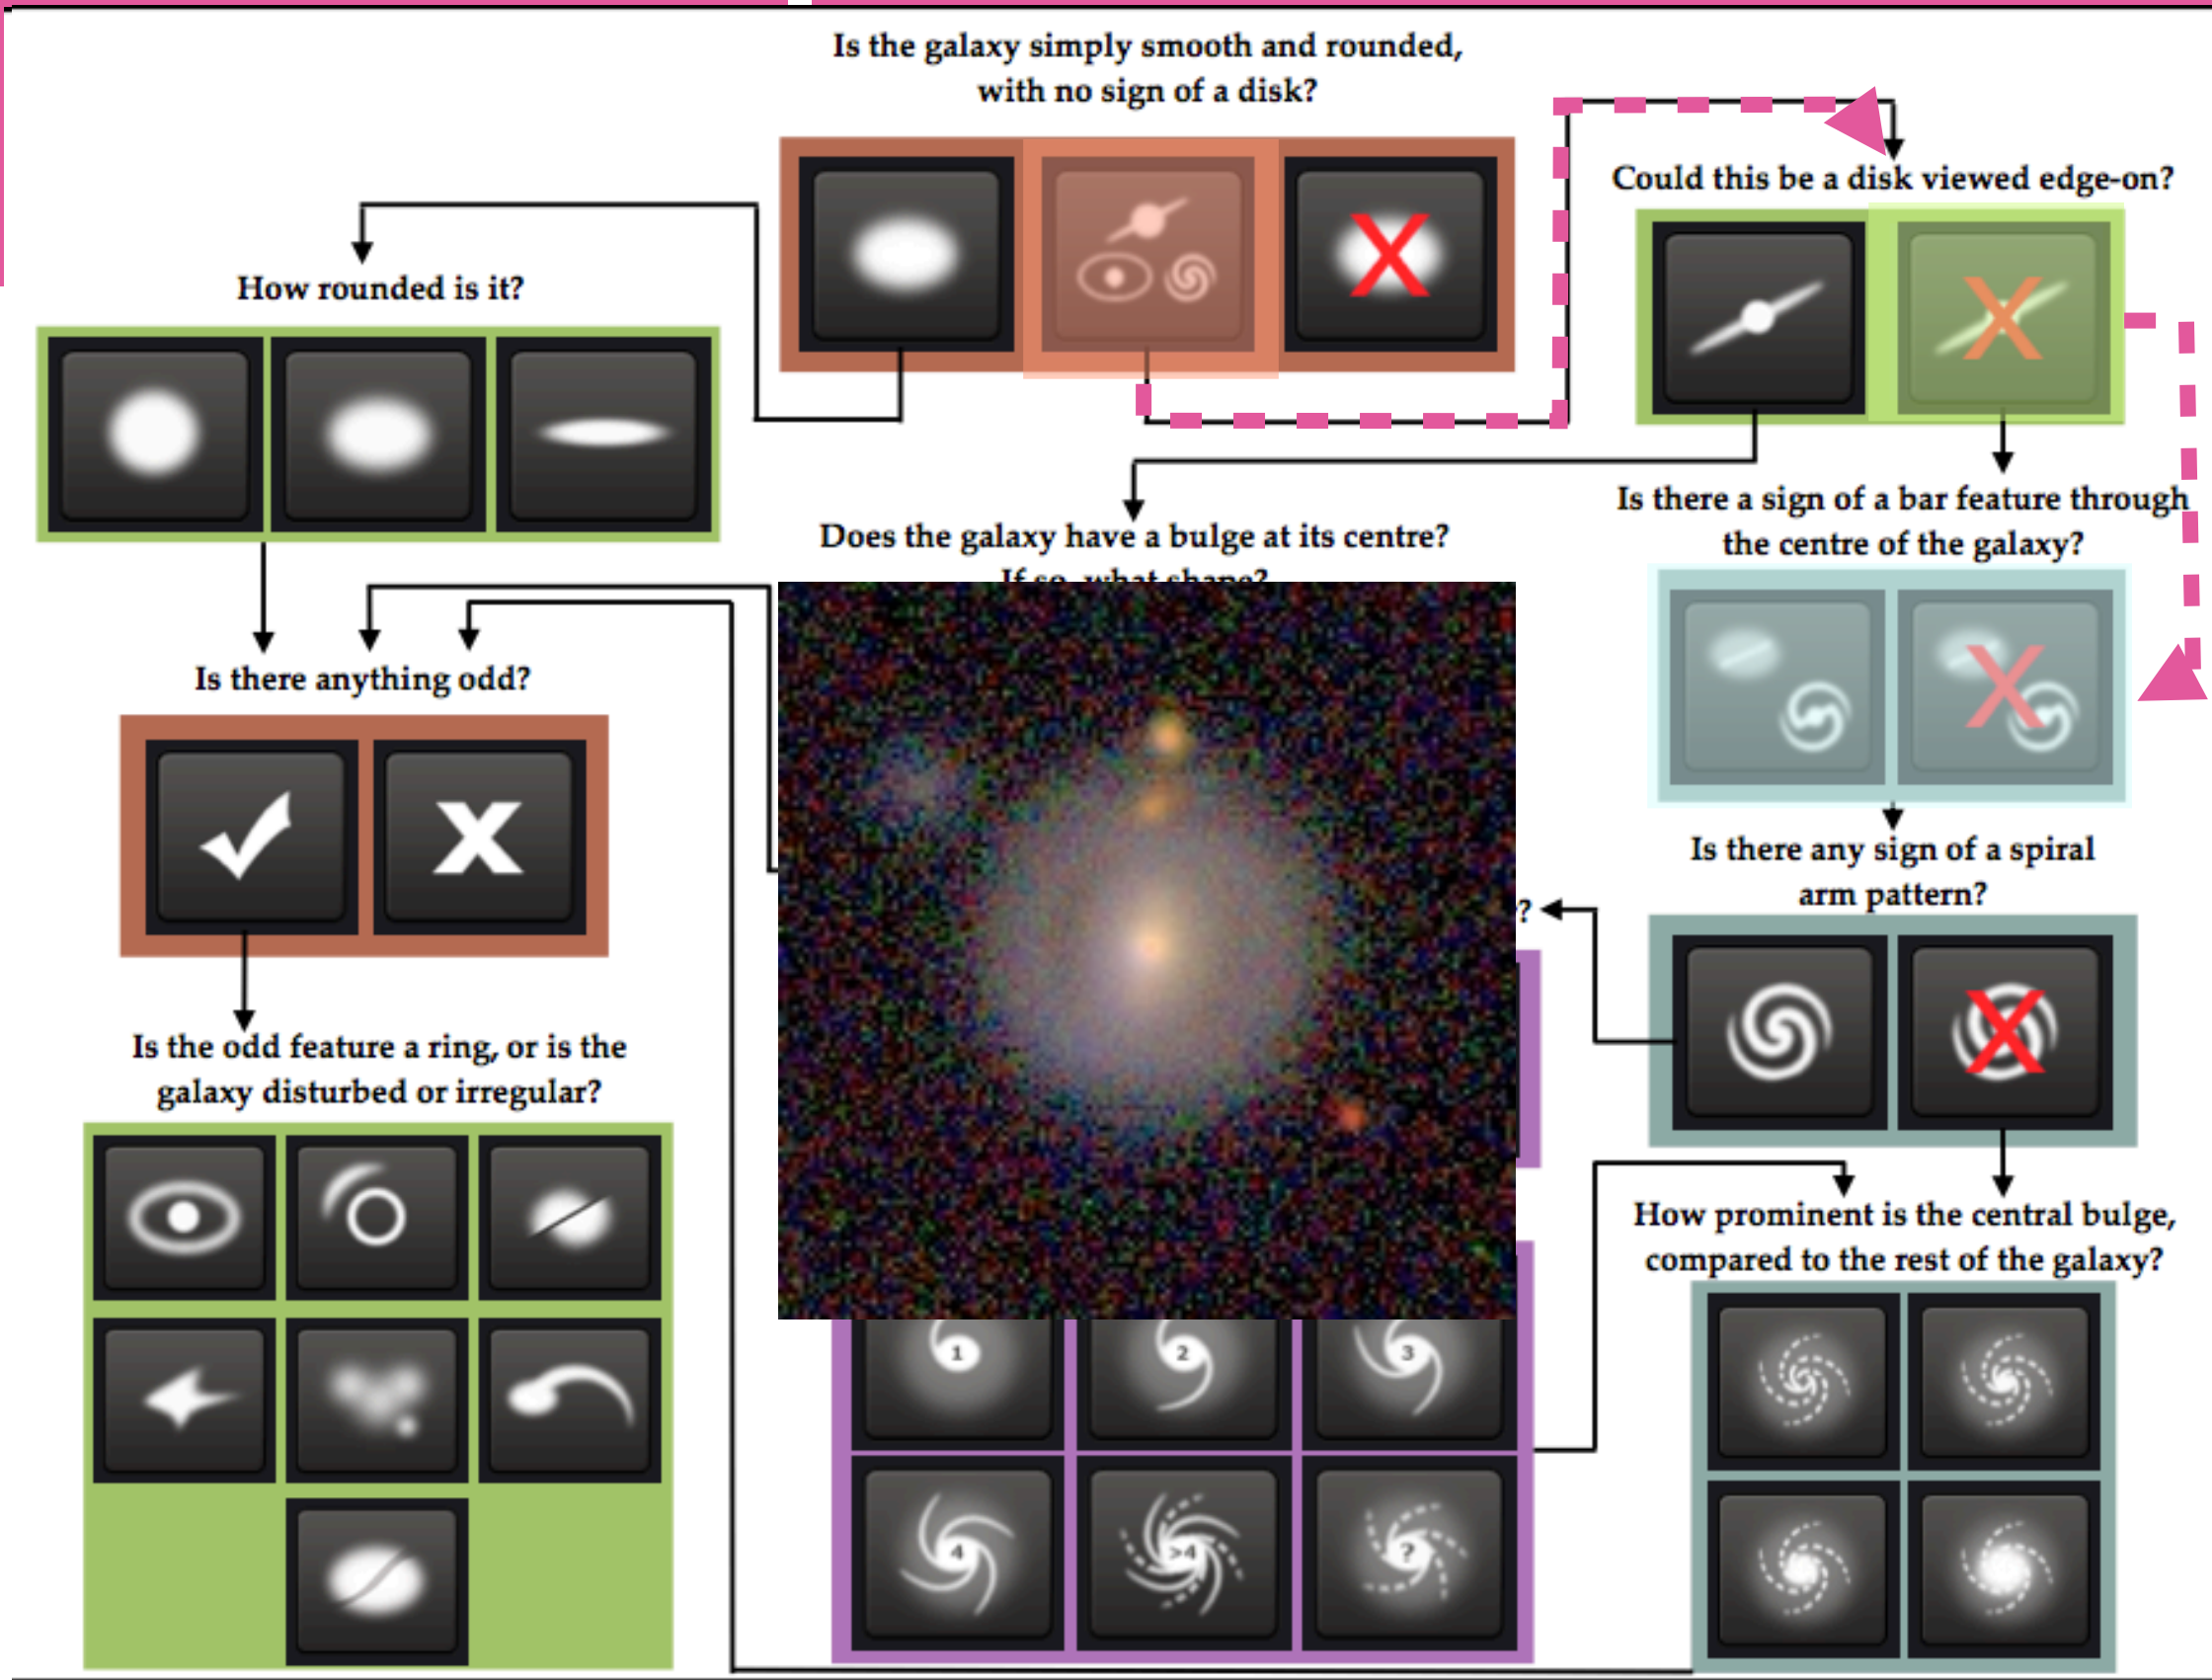 Is the galaxy simply smooth and rounded,
with no sign of a disk?
Could this be a disk viewed edge-on?
How rounded is it?
Is there a sign of a bar feature through
the centre of the galaxy?
Does the galaxy have a bulge at its centre?
If so, what shape?
Is there anything odd?
Is there any sign of a spiral
arm pattern?
?
Is the odd feature a ring, or is the
galaxy disturbed or irregular?
How prominent is the central bulge,
compared to the rest of the galaxy?
1
2
3
4
>4
?